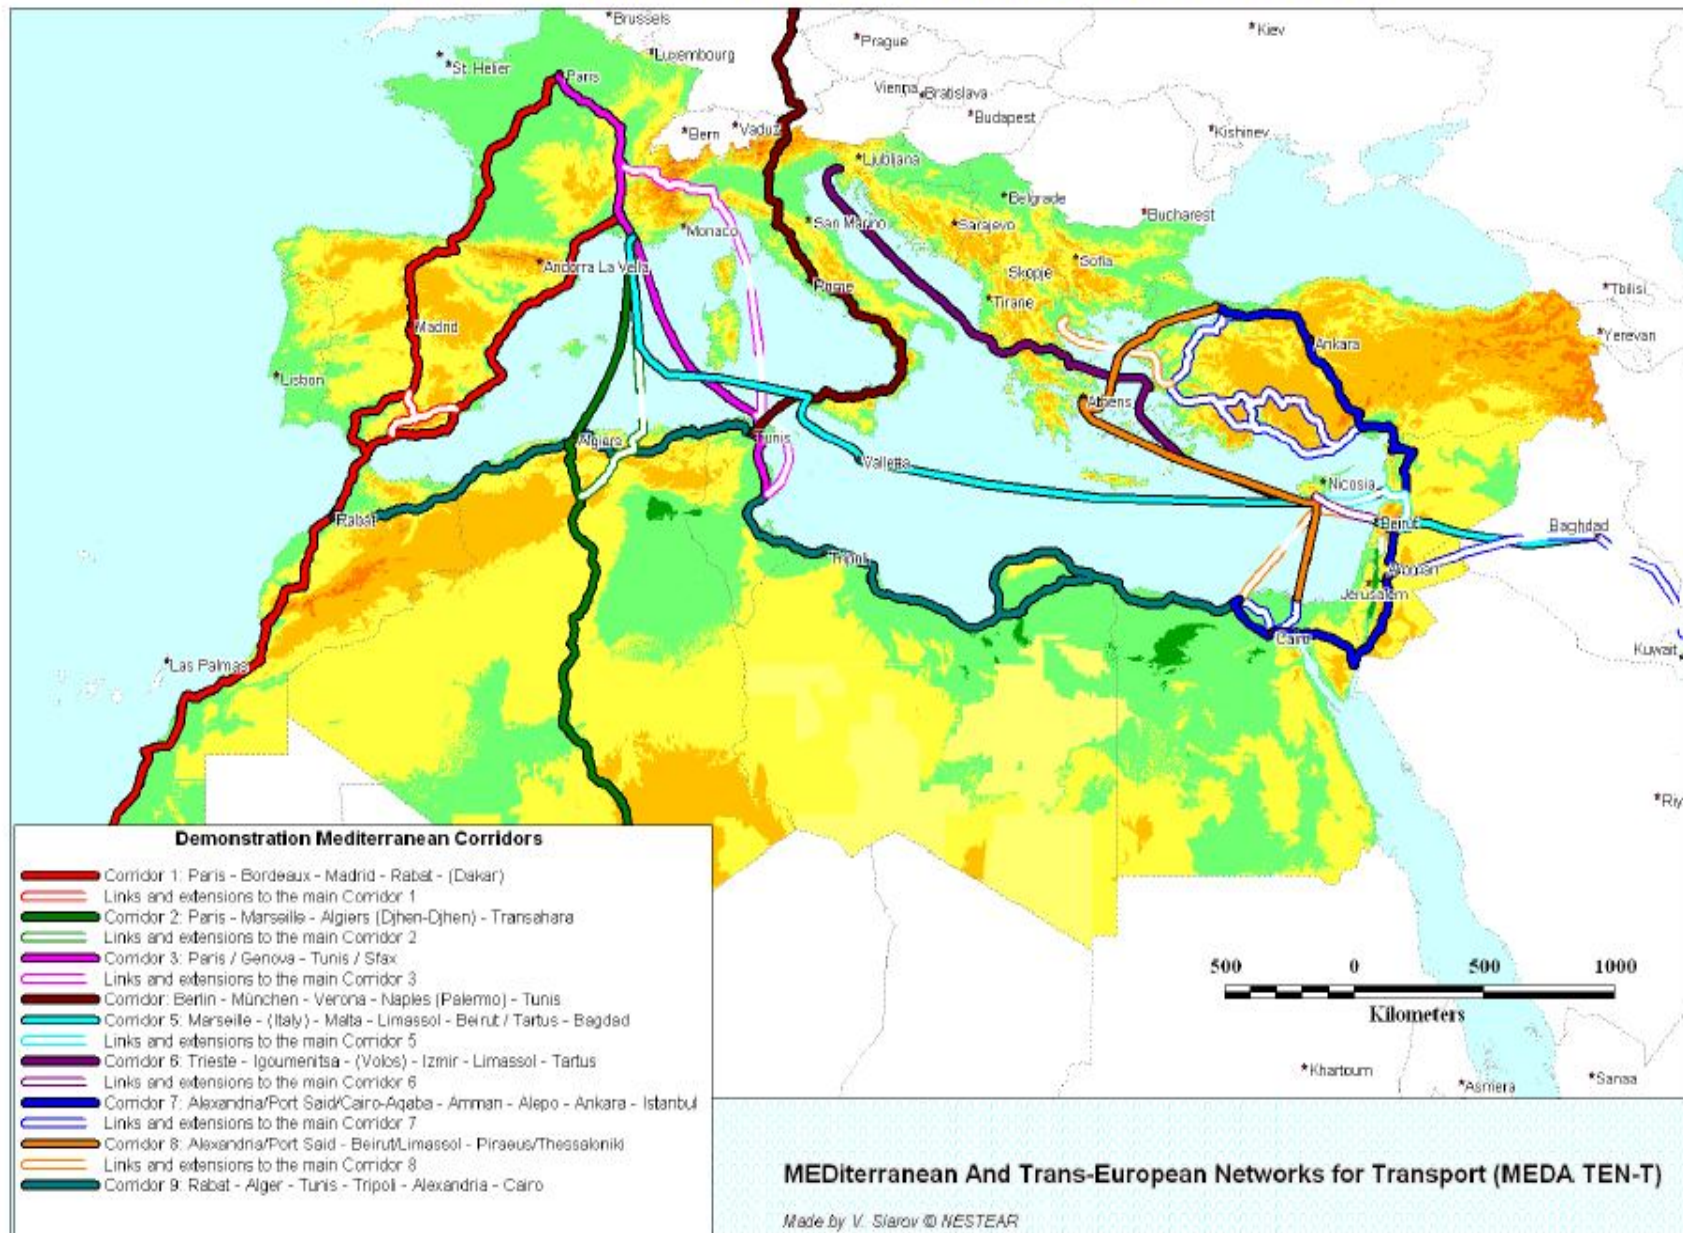 Brussels
Kiev
Prague
Luxembourg
St. Helier
Paris
Vienna
Bratislava
Budapest
Bern
Vaduz
Kishinev
Ljubljana
Belgrade
Bucharest
San Marino
Sarajevo
Monaco
Andorra La Vella
Sofia
Skopje
Rome
Tirane
Tbilisi
Madrid
Yerevan
Ankara
Lisbon
Athens
Algiers
Tunis
Valletta
Nicosia
Rabat
Beirut
Baghdad
Tripoli
Amman
Jerusalem
Cairo
Kuwait
Las Palmas
Riy
Demonstration Mediterranean Corridors
Corridor 1: Paris - Bordeaux - Madrid - Rabat - (Dakar)
Links and extensions to the main Corridor 1
Corridor 2: Paris - Marseille - Algiers (Djhen-Djhen) - Transahara
Links and extensions to the main Corridor 2
Corridor 3: Paris / Genova - Tunis / Sfax
Links and extensions to the main Corridor 3
Corridor: Berlin - München - Verona - Naples (Palermo) - Tunis
Corridor 5: Marseille - (Italy) - Malta - Limassol - Beirut / Tartus - Bagdad
Links and extensions to the main Corridor 5
Corridor 6: Trieste - Igoumenitsa - (Volos) - Izmir - Limassol - Tartus
Links and extensions to the main Corridor 6
Corridor 7: Alexandria/Port Said/Cairo-Aqaba - Amman - Alepo - Ankara - Istanbul
Links and extensions to the main Corridor 7
Corridor 8: Alexandria/Port Said - Beirut/Limassol - Piraeus/Thessaloniki
Links and extensions to the main Corridor 8
Corridor 9: Rabat - Alger - Tunis - Tripoli - Alexandria - Cairo
500 0 500 1000
Kilometers
Khartoum
Asmera
Sanaa
MEDiterranean And Trans-European Networks for Transport (MEDA TEN-T)
Made by V. Slarov © NESTEAR